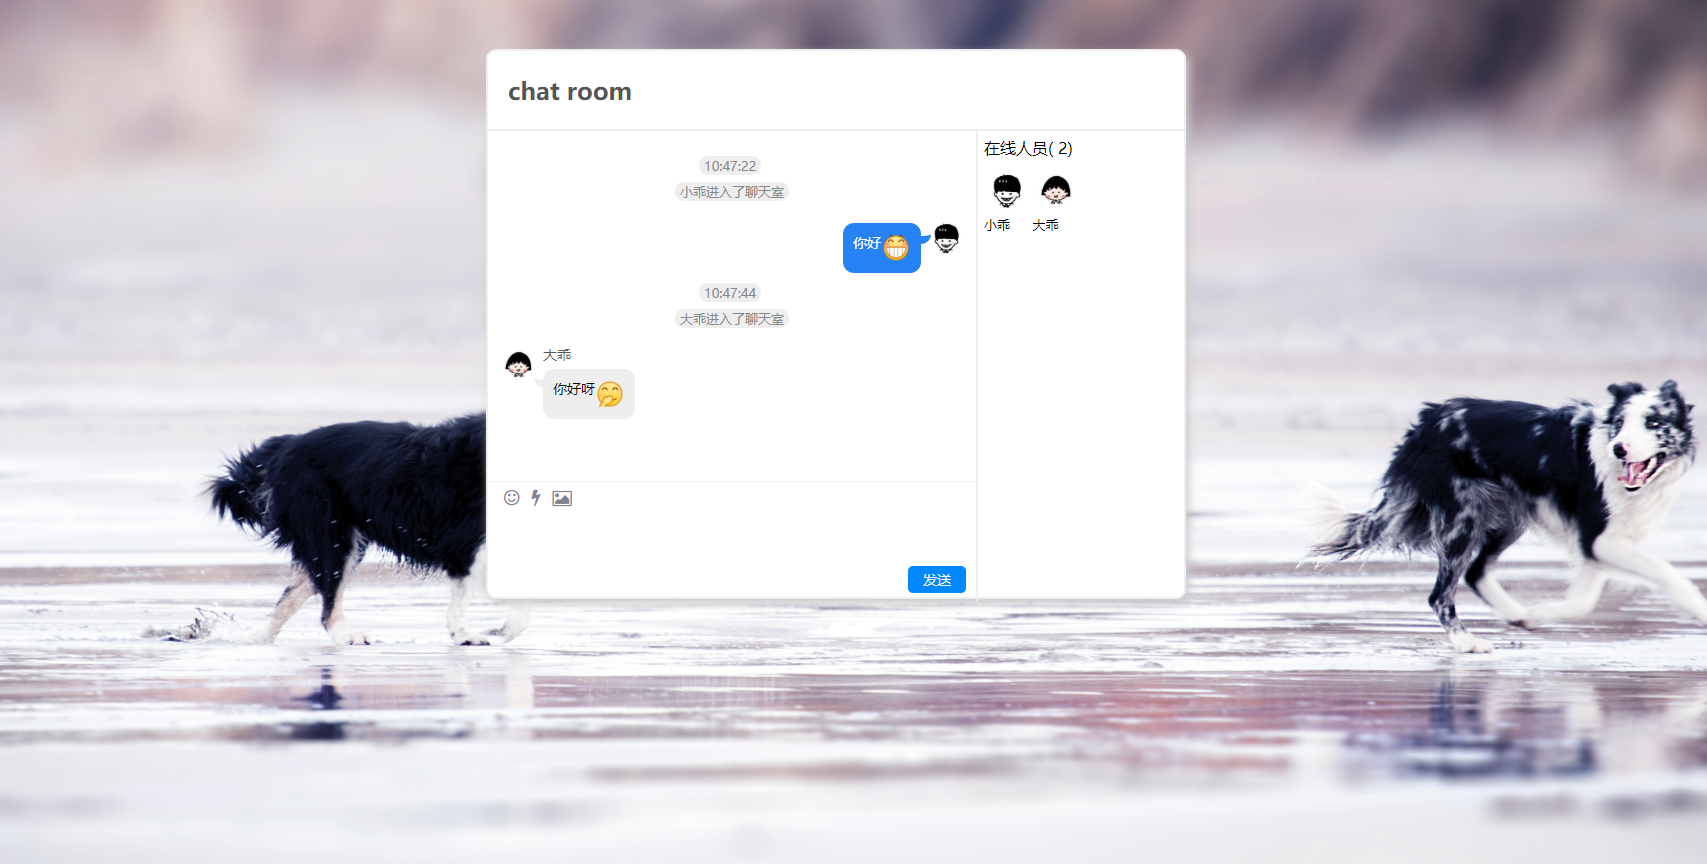 chat room
10:47:22
小乖进入了聊天室
你好😁
10:47:44
大乖进入了聊天室
大乖
你好呀🤭
发送
在线人员( 2)
小乖 大乖